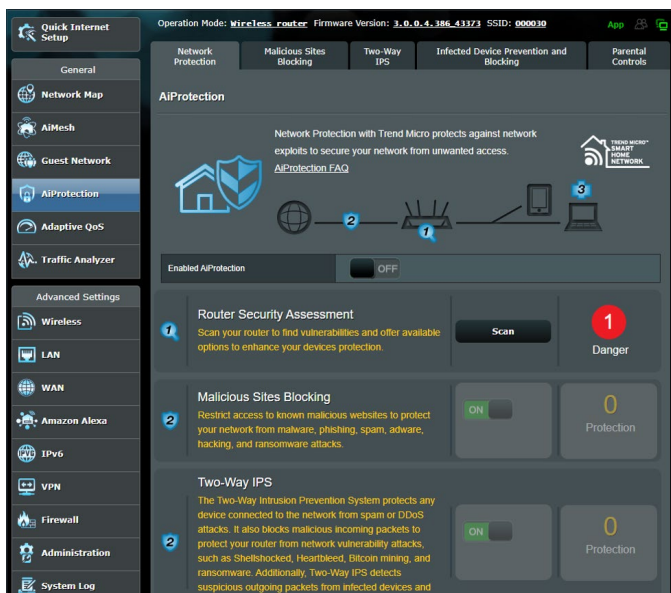 Quick Internet
Setup
Operation Mode: Wireless router Firmware Version: 3.0.0.4.386_43373 SSID: 000030
App
General
Network Map
AiMesh
Guest Network
AiProtection
Adaptive QoS
Traffic Analyzer
Advanced Settings
Wireless
LAN
WAN
Amazon Alexa
IPv6
VPN
Firewall
Administration
System Log
Network
Protection
Malicious Sites
Blocking
Two-Way
IPS
Infected Device Prevention and
Blocking
Parental
Controls
AiProtection
Network Protection with Trend Micro protects against network
exploits to secure your network from unwanted access.
AiProtection FAQ
TREND MICRO™
SMART
HOME
NETWORK
2
1
3
Enabled AiProtection
OFF
1
Router Security Assessment
Scan your router to find vulnerabilities and offer available
options to enhance your devices protection.
Scan
1
Danger
2
Malicious Sites Blocking
Restrict access to known malicious websites to protect
your network from malware, phishing, spam, adware,
hacking, and ransomware attacks.
ON
0
Protection
2
Two-Way IPS
The Two-Way Intrusion Prevention System protects any
device connected to the network from spam or DDoS
attacks. It also blocks malicious incoming packets to
protect your router from network vulnerability attacks,
such as Shellshocked, Heartbleed, Bitcoin mining, and
ransomware. Additionally, Two-Way IPS detects
suspicious outgoing packets from infected devices and
ON
0
Protection